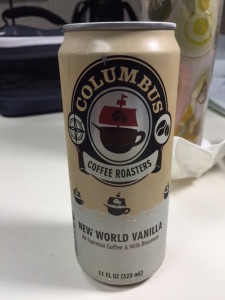 COLUMBUS
COFFEE ROASTERS
NEW WORLD VANILLA
An Espresso Coffee & Milk Beverage
11 FL OZ (325 mL)